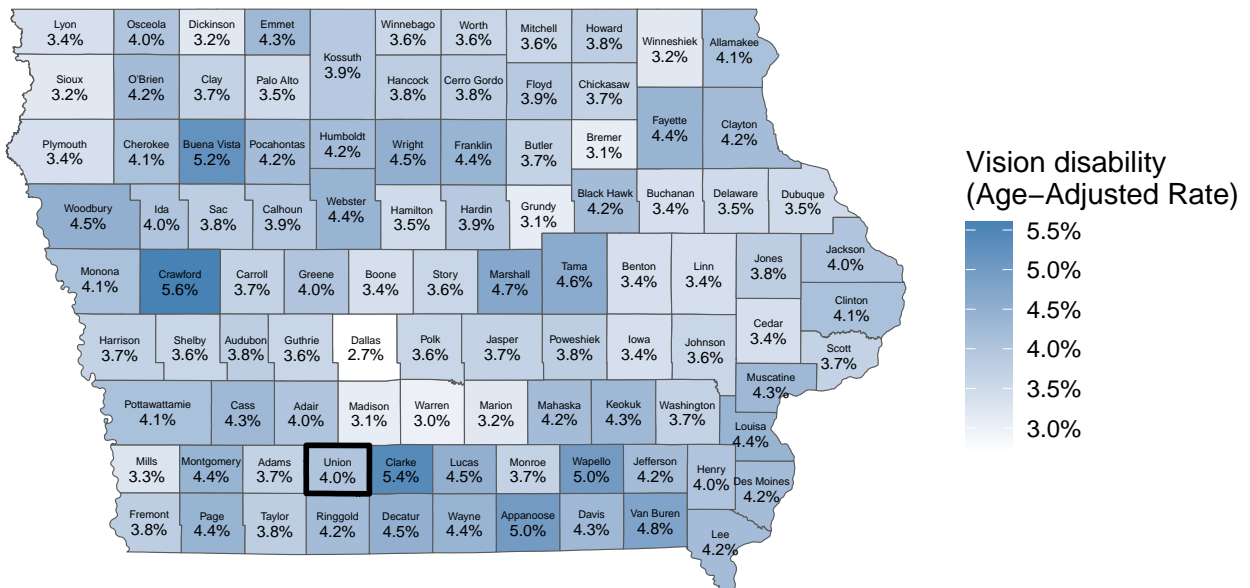 Lyon
3.4%
Osceola
4.0%
Dickinson
3.2%
Emmet
4.3%
Kossuth
3.9%
Winnebago
3.6%
Worth
3.6%
Mitchell
3.6%
Howard
3.8%
Winneshiek
3.2%
Allamakee
4.1%
Sioux
3.2%
O'Brien
4.2%
Clay
3.7%
Palo Alto
3.5%
Hancock
3.8%
Cerro Gordo
3.8%
Floyd
3.9%
Chickasaw
3.7%
Fayette
4.4%
Clayton
4.2%
Plymouth
3.4%
Cherokee
4.1%
Buena Vista
5.2%
Pocahontas
4.2%
Humboldt
4.2%
Wright
4.5%
Franklin
4.4%
Butler
3.7%
Bremer
3.1%
Woodbury
4.5%
Ida
4.0%
Sac
3.8%
Calhoun
3.9%
Webster
4.4%
Hamilton
3.5%
Hardin
3.9%
Grundy
3.1%
Black Hawk
4.2%
Buchanan
3.4%
Delaware
3.5%
Dubuque
3.5%
Monona
4.1%
Crawford
5.6%
Carroll
3.7%
Greene
4.0%
Boone
3.4%
Story
3.6%
Marshall
4.7%
Tama
4.6%
Benton
3.4%
Linn
3.4%
Jones
3.8%
Jackson
4.0%
Clinton
4.1%
Harrison
3.7%
Shelby
3.6%
Audubon
3.8%
Guthrie
3.6%
Dallas
2.7%
Polk
3.6%
Jasper
3.7%
Poweshiek
3.8%
Iowa
3.4%
Johnson
3.6%
Cedar
3.4%
Scott
3.7%
Muscatine
4.3%
Pottawattamie
4.1%
Cass
4.3%
Adair
4.0%
Madison
3.1%
Warren
3.0%
Marion
3.2%
Mahaska
4.2%
Keokuk
4.3%
Washington
3.7%
Louisa
4.4%
Mills
3.3%
Montgomery
4.4%
Adams
3.7%
Union
4.0%
Clarke
5.4%
Lucas
4.5%
Monroe
3.7%
Wapello
5.0%
Jefferson
4.2%
Henry
4.0%
Des Moines
4.2%
Fremont
3.8%
Page
4.4%
Taylor
3.8%
Ringgold
4.2%
Decatur
4.5%
Wayne
4.4%
Appanoose
5.0%
Davis
4.3%
Van Buren
4.8%
Lee
4.2%
Vision disability
(Age−Adjusted Rate)
5.5%
5.0%
4.5%
4.0%
3.5%
3.0%